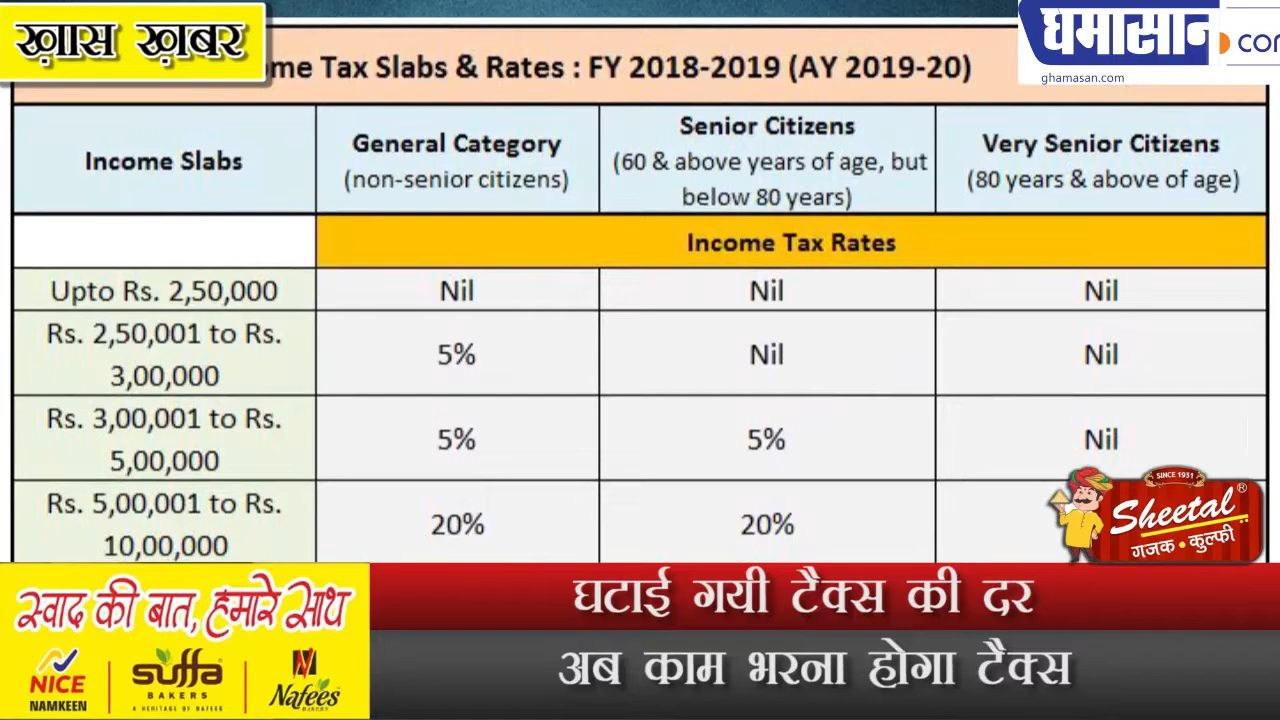 ख़ास ख़बर
घमासान
.cor
ghamasan.com
me Tax Slabs & Rates : FY 2018-2019 (AY 2019-20)
Income Slabs
General Category
(non-senior citizens)
Senior Citizens
(60 & above years of age, but
below 80 years)
Very Senior Citizens
(80 years & above of age)
Income Tax Rates
Upto Rs. 2,50,000
Nil
Nil
Nil
Rs. 2,50,001 to Rs.
3,00,000
5%
Nil
Nil
Rs. 3,00,001 to Rs.
5,00,000
5%
5%
Nil
Rs. 5,00,001 to Rs.
10,00,000
20%
20%
SINCE 1931
Sheetal®
गजक • कुल्फी
स्वाद की बात, हमारे साथ
NICE
NAMKEEN
suffa
BAKERS
A HERITAGE OF NAFEES
Nafees
BAKERY
घटाई गयी टैक्स की दर
अब काम भरना होगा टैक्स